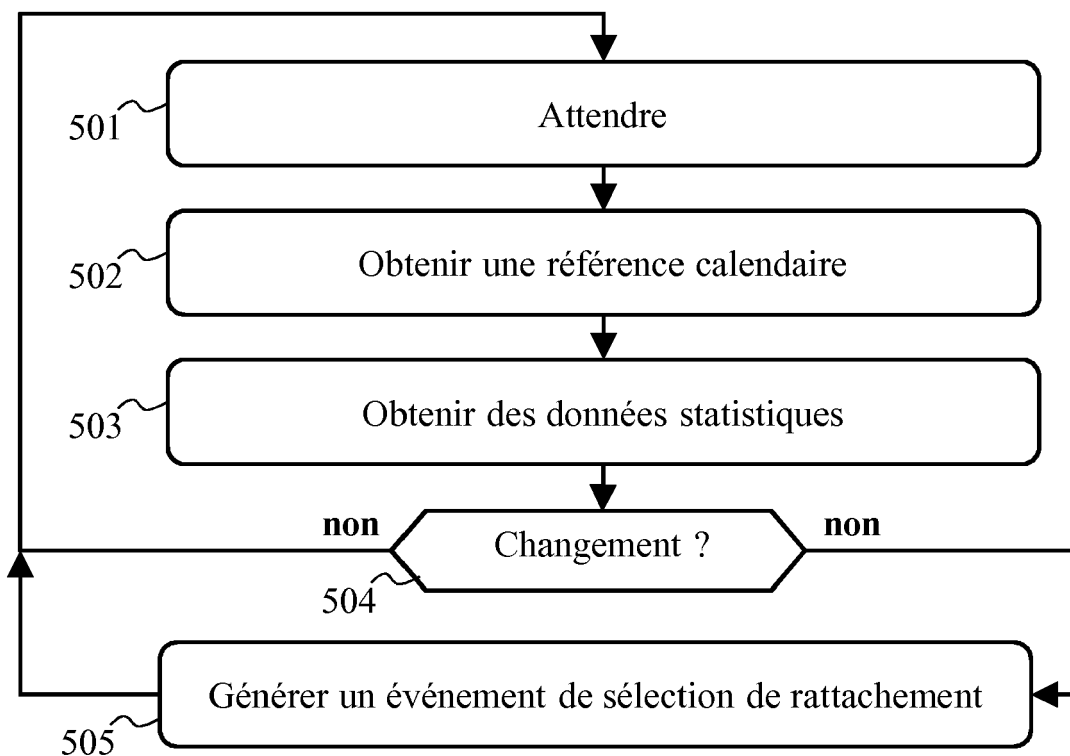 Attendre
501
Obtenir une référence calendaire
502
Obtenir des données statistiques
503
non
Changement ?
non
504
Générer un événement de sélection de rattachement
505